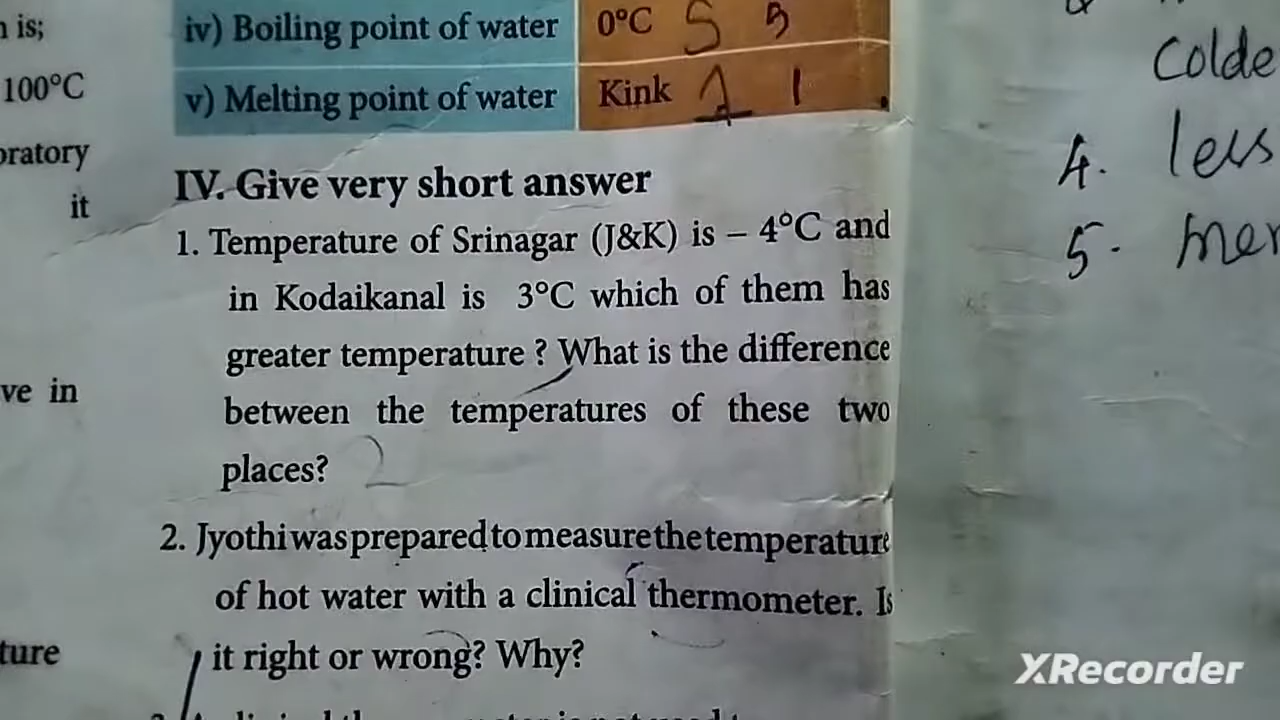 n is;
100°C
oratory
it
ve in
ture
iv) Boiling point of water 0°C 5 5
v) Melting point of water Kink 1 1
IV. Give very short answer
1. Temperature of Srinagar (J&K) is – 4°C and
in Kodaikanal is 3°C which of them has
greater temperature ? What is the difference
between the temperatures of these two
places? 2
2. Jyothi was prepared to measure the temperature
of hot water with a clinical thermometer. Is
it right or wrong? Why?
Colde
4. less
5. mer
XRecorder